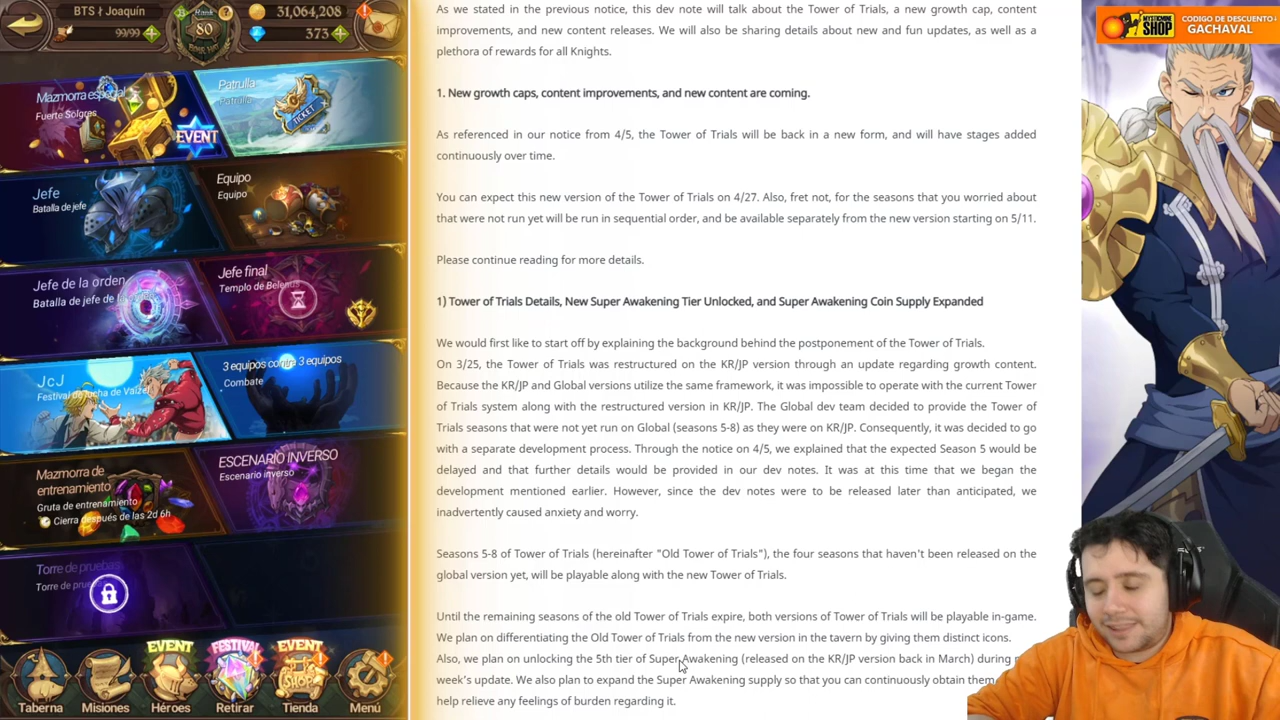 BTS ł Joaquín
99/99
Rank
80
31,064,208
373
Mazmorra especial
Fuerte Solgres
EVENT
Patrulla
Patrulla
TICKET
Jefe
Batalla de jefe
Equipo
Equipo
Jefe de la orden
Batalla de jefe de la
Jefe final
Templo de Belenus
JcJ
Festival de lucha de Vaizel
3 equipos contra 3 equipos
Combate
Mazmorra de
entrenamiento
Gruta de entrenamiento
Cierra después de las 2d 6h
ESCENARIO INVERSO
Escenario inverso
Torre de pruebas
Torre de pruebas
EVENT
FESTIVAL
EVENT
SHOP
Taberna
Misiones
Héroes
Retirar
Tienda
Menú
As we stated in the previous notice, this dev note will talk about the Tower of Trials, a new growth cap, content
improvements, and new content releases. We will also be sharing details about new and fun updates, as well as a
plethora of rewards for all Knights.
1. New growth caps, content improvements, and new content are coming.
As referenced in our notice from 4/5, the Tower of Trials will be back in a new form, and will have stages added
continuously over time.
You can expect this new version of the Tower of Trials on 4/27. Also, fret not, for the seasons that you worried about
that were not run yet will be run in sequential order, and be available separately from the new version starting on 5/11.
Please continue reading for more details.
1) Tower of Trials Details, New Super Awakening Tier Unlocked, and Super Awakening Coin Supply Expanded
We would first like to start off by explaining the background behind the postponement of the Tower of Trials.
On 3/25, the Tower of Trials was restructured on the KR/JP version through an update regarding growth content.
Because the KR/JP and Global versions utilize the same framework, it was impossible to operate with the current Tower
of Trials system along with the restructured version in KR/JP. The Global dev team decided to provide the Tower of
Trials seasons that were not yet run on Global (seasons 5-8) as they were on KR/JP. Consequently, it was decided to go
with a separate development process. Through the notice on 4/5, we explained that the expected Season 5 would be
delayed and that further details would be provided in our dev notes. It was at this time that we began the
development mentioned earlier. However, since the dev notes were to be released later than anticipated, we
inadvertently caused anxiety and worry.
Seasons 5-8 of Tower of Trials (hereinafter "Old Tower of Trials"), the four seasons that haven't been released on the
global version yet, will be playable along with the new Tower of Trials.
Until the remaining seasons of the old Tower of Trials expire, both versions of Tower of Trials will be playable in-game.
We plan on differentiating the Old Tower of Trials from the new version in the tavern by giving them distinct icons.
Also, we plan on unlocking the 5th tier of Super Awakening (released on the KR/JP version back in March) during
week's update. We also plan to expand the Super Awakening supply so that you can continuously obtain them
help relieve any feelings of burden regarding it.
SHOP
CODIGO DE DESCUENTO
GACHAVAL